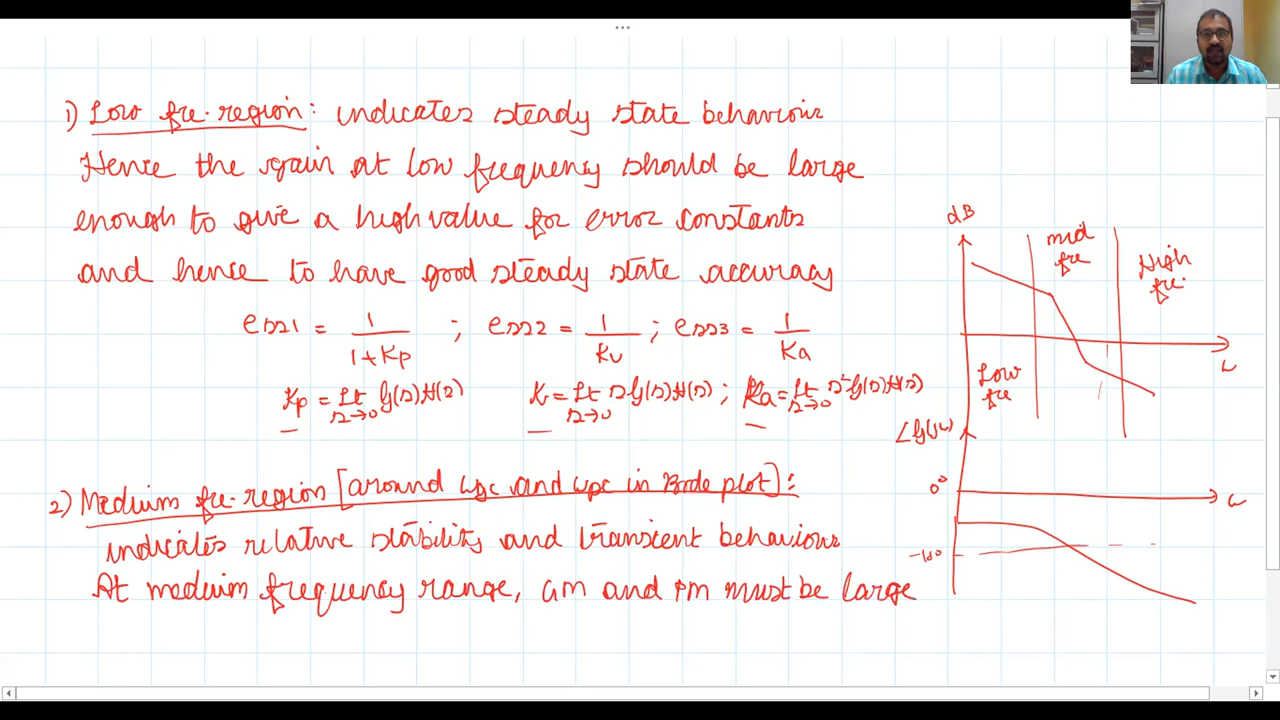 1) Low fre. region: indicates steady state behaviour
Hence the gain at low frequency should be large
enough to give a high value for error constants
and hence to have good steady state accuracy
ess1 = 1/(1+Kp) ; ess2 = 1/Kv ; ess3 = 1/Ka
Kp = Lt s→0 G(s)H(s) K = Lt s→0 sG(s)H(s) ; Ka = Lt s→0 s²G(s)H(s)
2) Medium fre. region [around wgc and wpc in Bode plot] :
indicates relative stability and transient behaviour
At medium frequency range, GM and PM must be large
dB
mid
fre
High
fre.
Low
fre
∠G(jw)
0°
-180